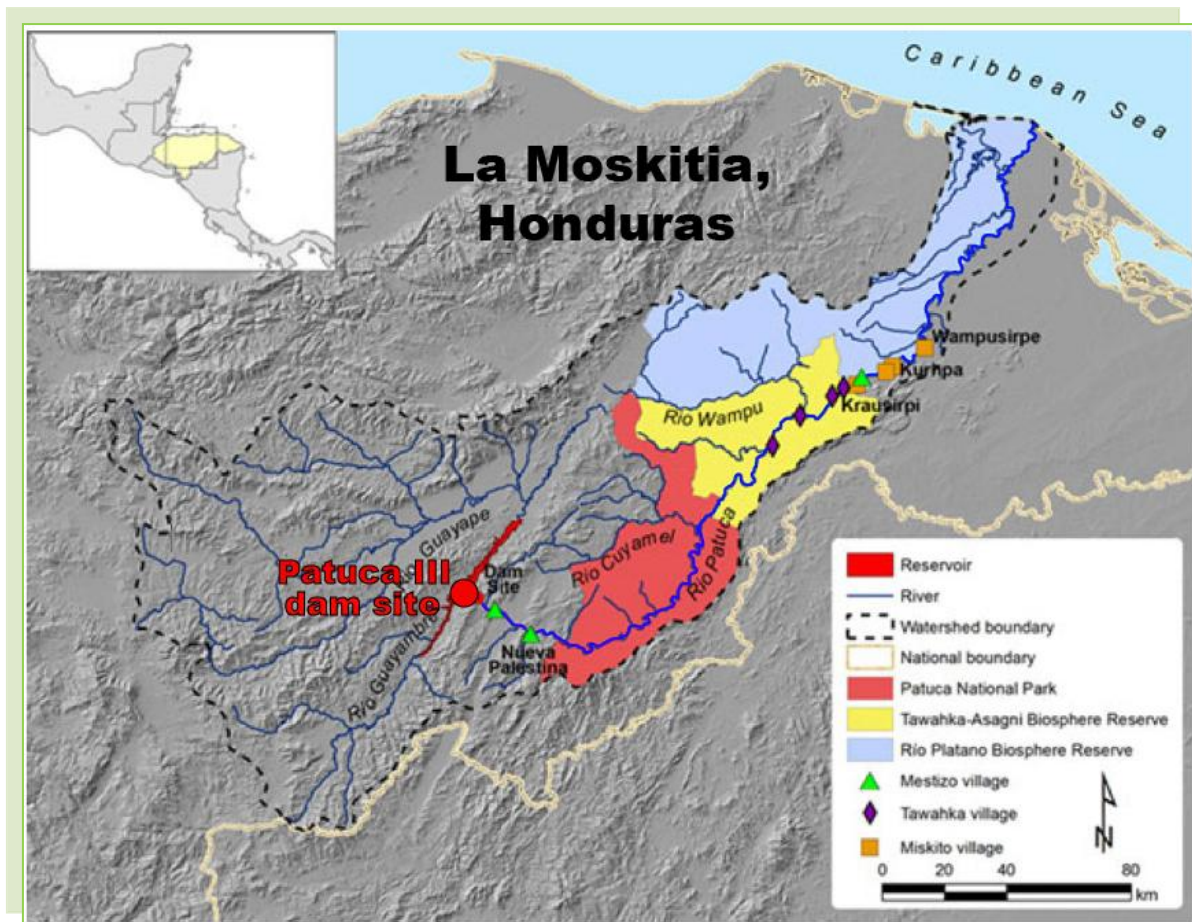 Caribbean Sea
La Moskitia,
Honduras
Wampusirpe
Kurhpa
Krausirpi
Río Wampu
Río Guayape
Río Cuyamel
Río Patuca
Patuca III
dam site
Dam
Site
Río Guayambre
Nueva
Palestina
Reservoir
River
Watershed boundary
National boundary
Patuca National Park
Tawahka-Asagni Biosphere Reserve
Río Platano Biosphere Reserve
Mestizo village
Tawahka village
Miskito village
N
0 20 40 80
km